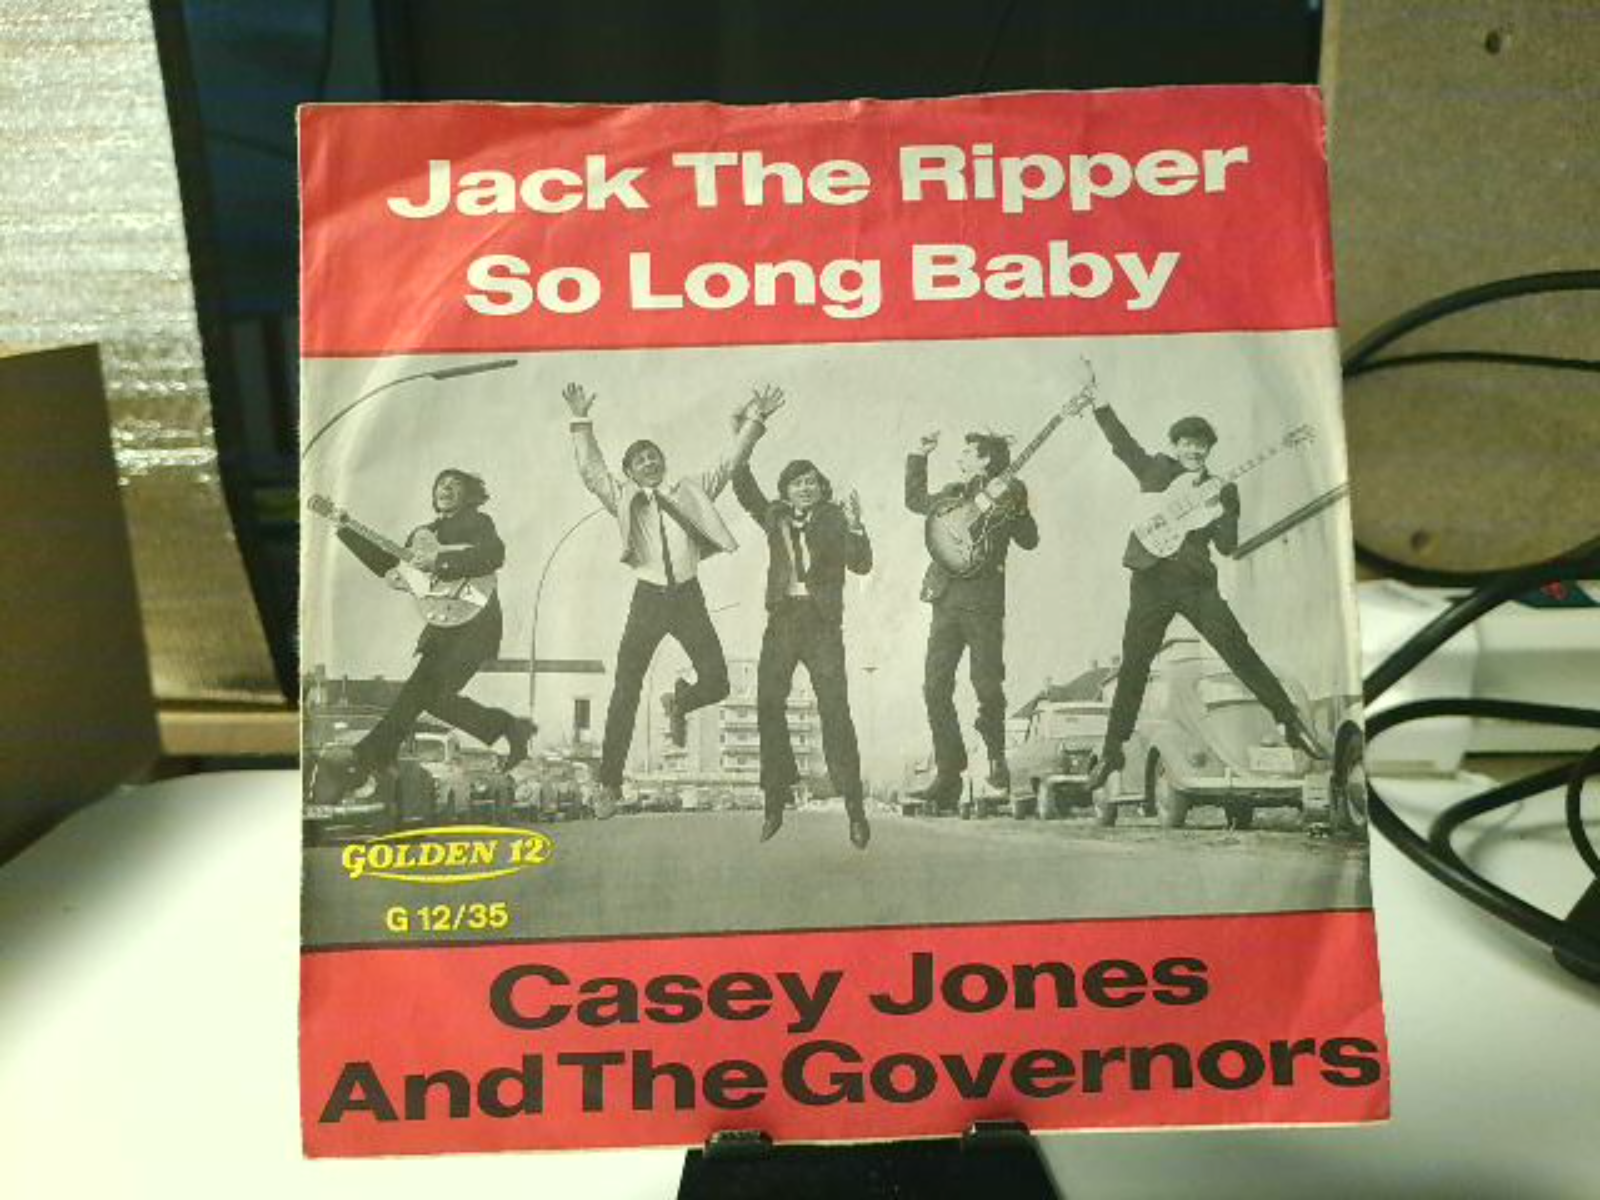 Jack The Ripper
So Long Baby
GOLDEN 12
G 12/35
Casey Jones
And The Governors